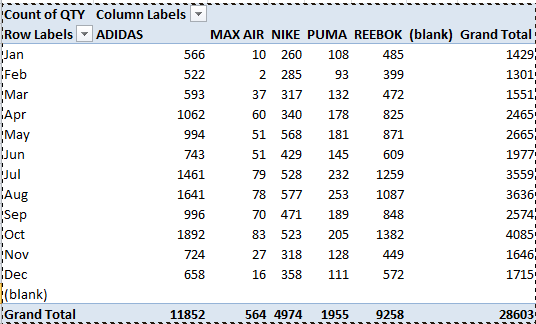 Count of QTY Column Labels
Row Labels ADIDAS MAX AIR NIKE PUMA REEBOK (blank) Grand Total
Jan 566 10 260 108 485 1429
Feb 522 2 285 93 399 1301
Mar 593 37 317 132 472 1551
Apr 1062 60 340 178 825 2465
May 994 51 568 181 871 2665
Jun 743 51 429 145 609 1977
Jul 1461 79 528 232 1259 3559
Aug 1641 78 577 253 1087 3636
Sep 996 70 471 189 848 2574
Oct 1892 83 523 205 1382 4085
Nov 724 27 318 128 449 1646
Dec 658 16 358 111 572 1715
(blank)
Grand Total 11852 564 4974 1955 9258 28603